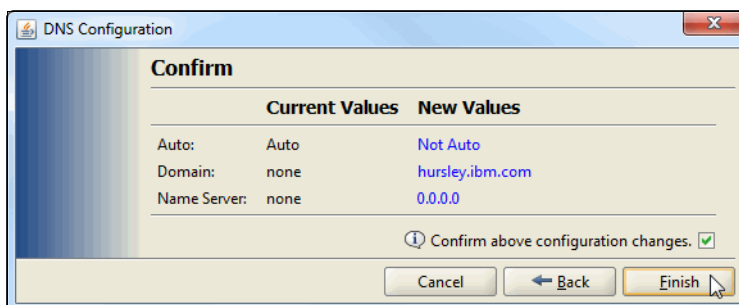 DNS Configuration
Confirm
Current Values New Values
Auto: Auto Not Auto
Domain: none hursley.ibm.com
Name Server: none 0.0.0.0
Confirm above configuration changes.
Cancel Back Finish